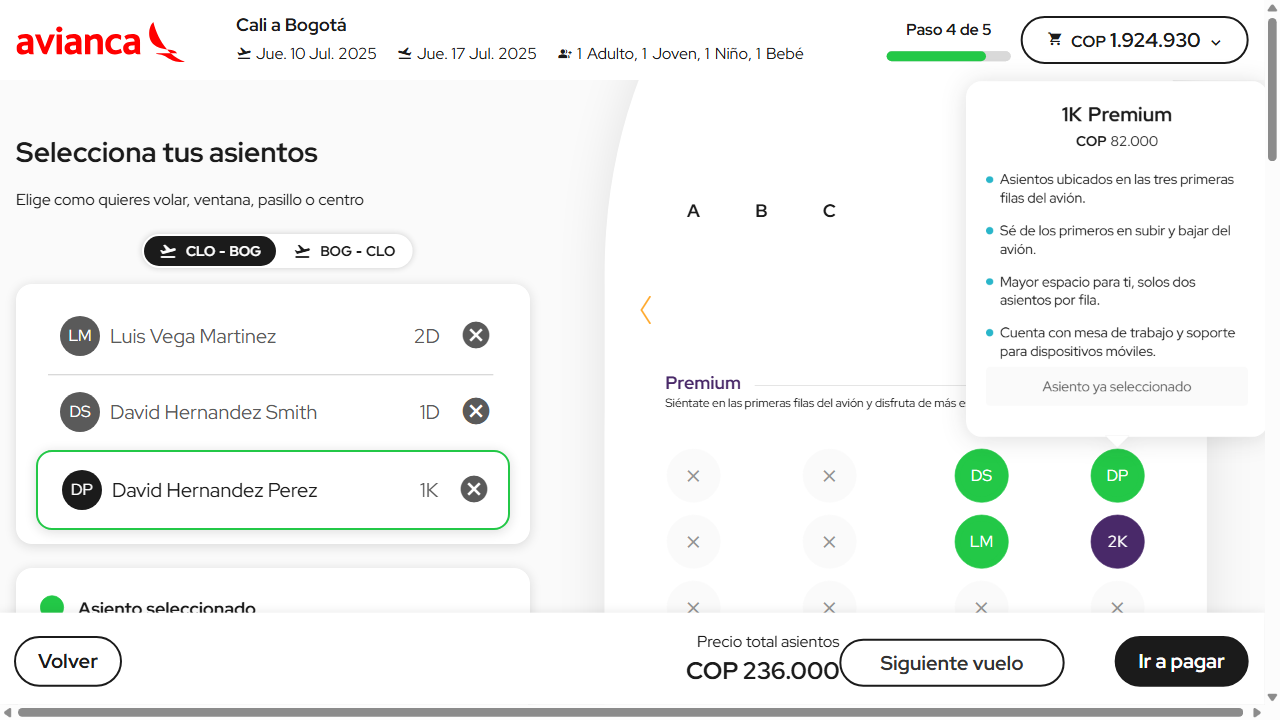 avianca
Cali a Bogotá
Jue. 10 Jul. 2025 Jue. 17 Jul. 2025 1 Adulto, 1 Joven, 1 Niño, 1 Bebé
Paso 4 de 5
COP 1.924.930
Selecciona tus asientos
Elige como quieres volar, ventana, pasillo o centro
CLO - BOG BOG - CLO
LM Luis Vega Martinez 2D
DS David Hernandez Smith 1D
DP David Hernandez Perez 1K
Asiento seleccionado
A B C
Premium
Siéntate en las primeras filas del avión y disfruta de más e
1K Premium
COP 82.000
Asientos ubicados en las tres primeras
filas del avión.
Sé de los primeros en subir y bajar del
avión.
Mayor espacio para ti, solos dos
asientos por fila.
Cuenta con mesa de trabajo y soporte
para dispositivos móviles.
Asiento ya seleccionado
DS DP
LM 2K
Volver
Precio total asientos
COP 236.000
Siguiente vuelo
Ir a pagar